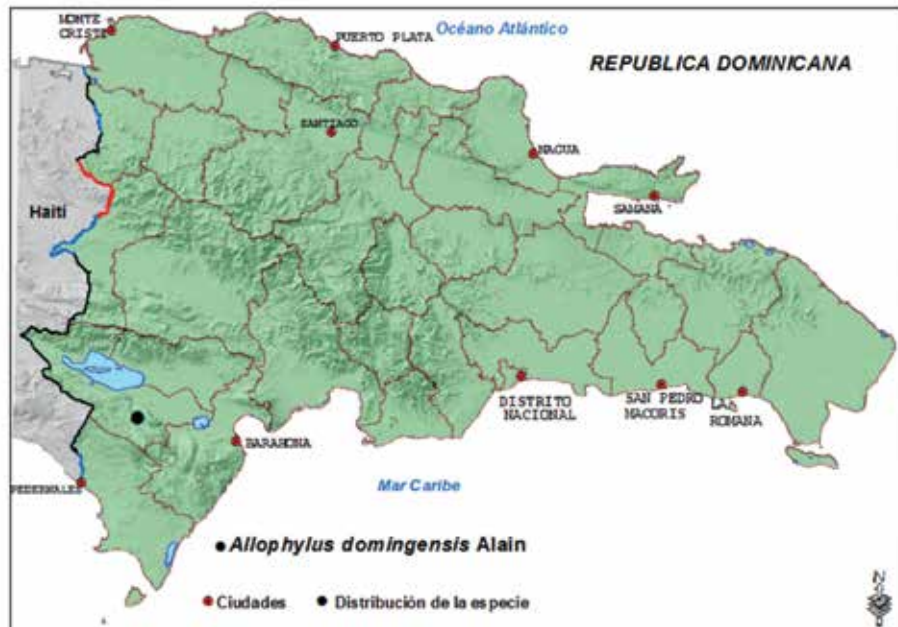 MONTE
CRISTI
PUERTO PLATA
Océano Atlántico
REPUBLICA DOMINICANA
SANTIAGO
NAGUA
Haití
SAMANA
DISTRITO
NACIONAL
SAN PEDRO
MACORIS
LA
ROMANA
BARAHONA
PEDERNALES
Mar Caribe
Allophylus domingensis Alain
Ciudades
Distribución de la especie
N